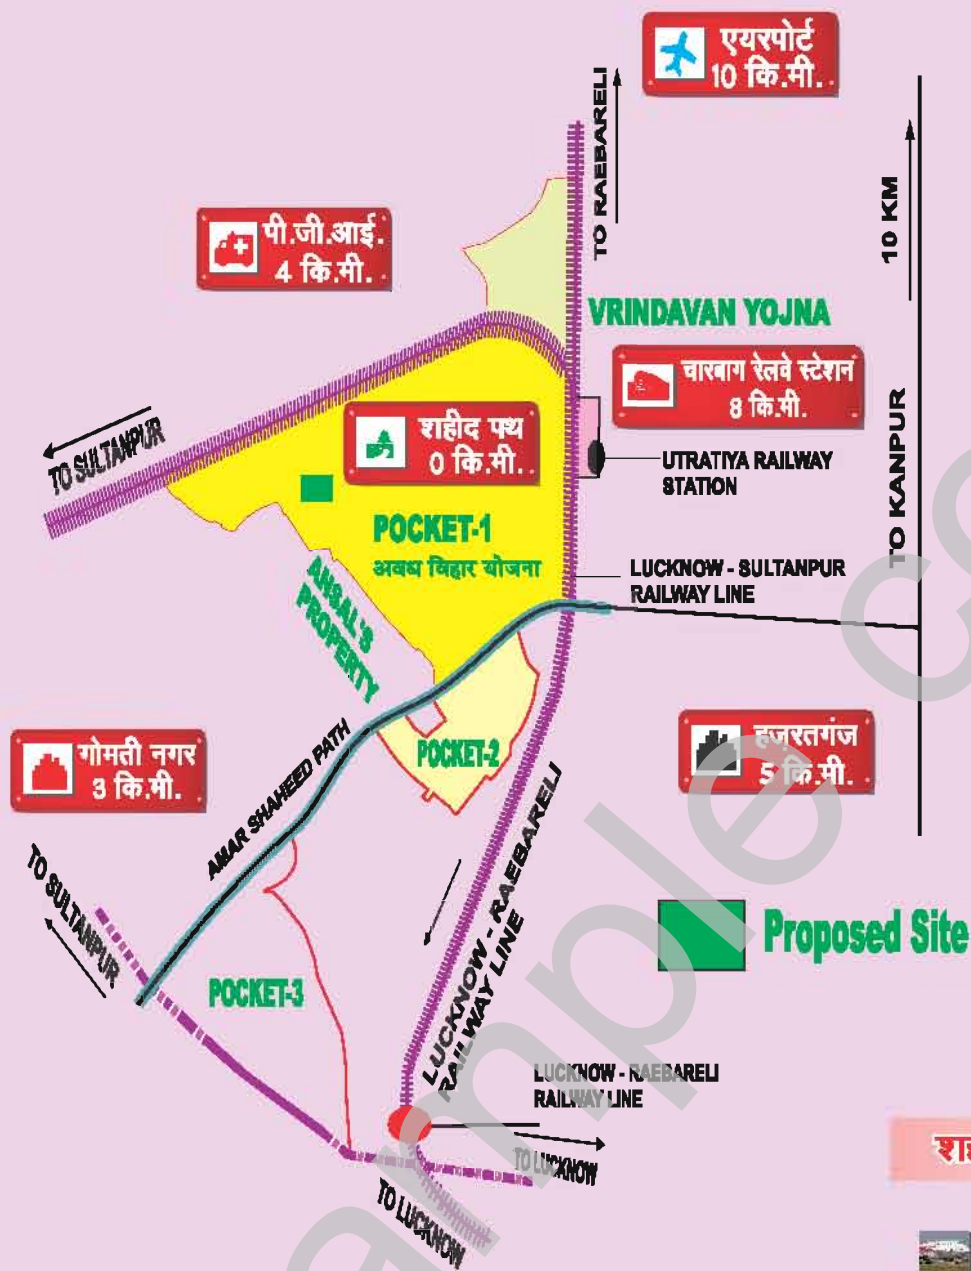 एयरपोर्ट
10 कि.मी.
TO RAEBARELI
10 KM
पी.जी.आई.
4 कि.मी.
VRINDAVAN YOJNA
चारबाग रेलवे स्टेशन
8 कि.मी.
TO KANPUR
TO SULTANPUR
शहीद पथ
0 कि.मी.
UTRATIYA RAILWAY
STATION
POCKET-1
अवध विहार योजना
ANSAL'S
PROPERTY
LUCKNOW - SULTANPUR
RAILWAY LINE
गोमती नगर
3 कि.मी.
AMAR SHAHEED PATH
POCKET-2
हज़रतगंज
5 कि.मी.
TO SULTANPUR
LUCKNOW - RAEBARELI
RAILWAY LINE
Proposed Site
POCKET-3
LUCKNOW - RAEBARELI
RAILWAY LINE
TO LUCKNOW
TO LUCKNOW